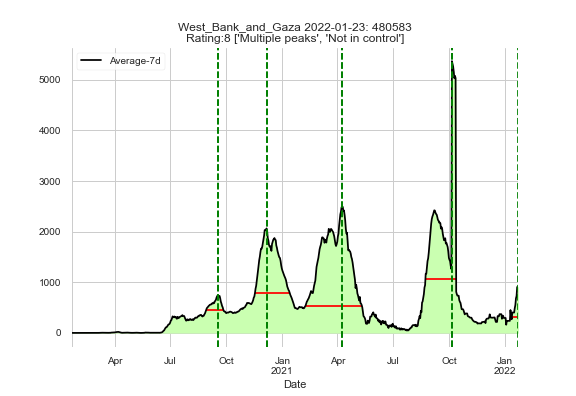 West_Bank_and_Gaza 2022-01-23: 480583
Rating:8 ['Multiple peaks', 'Not in control']
Average-7d
5000
4000
3000
2000
1000
0
Apr
Jul
Oct
Jan
2021
Apr
Jul
Oct
Jan
2022
Date